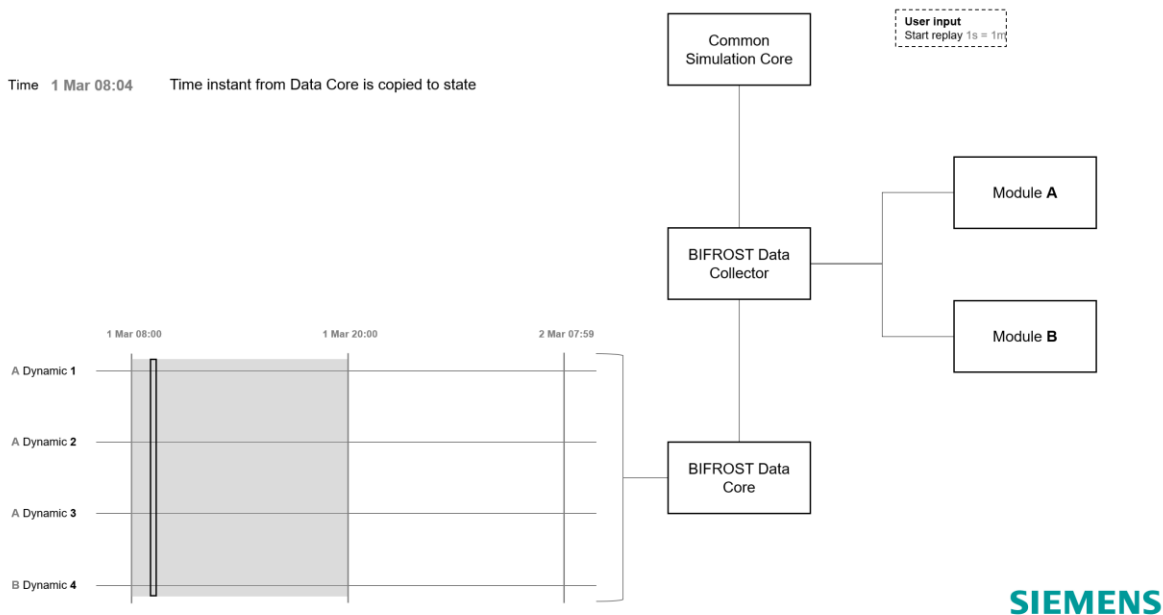 User input
Start replay 1s = 1m
Common
Simulation Core
Time 1 Mar 08:04 Time instant from Data Core is copied to state
Module A
BIFROST Data
Collector
Module B
1 Mar 08:00 1 Mar 20:00 2 Mar 07:59
A Dynamic 1
A Dynamic 2
A Dynamic 3
B Dynamic 4
BIFROST Data
Core
SIEMENS